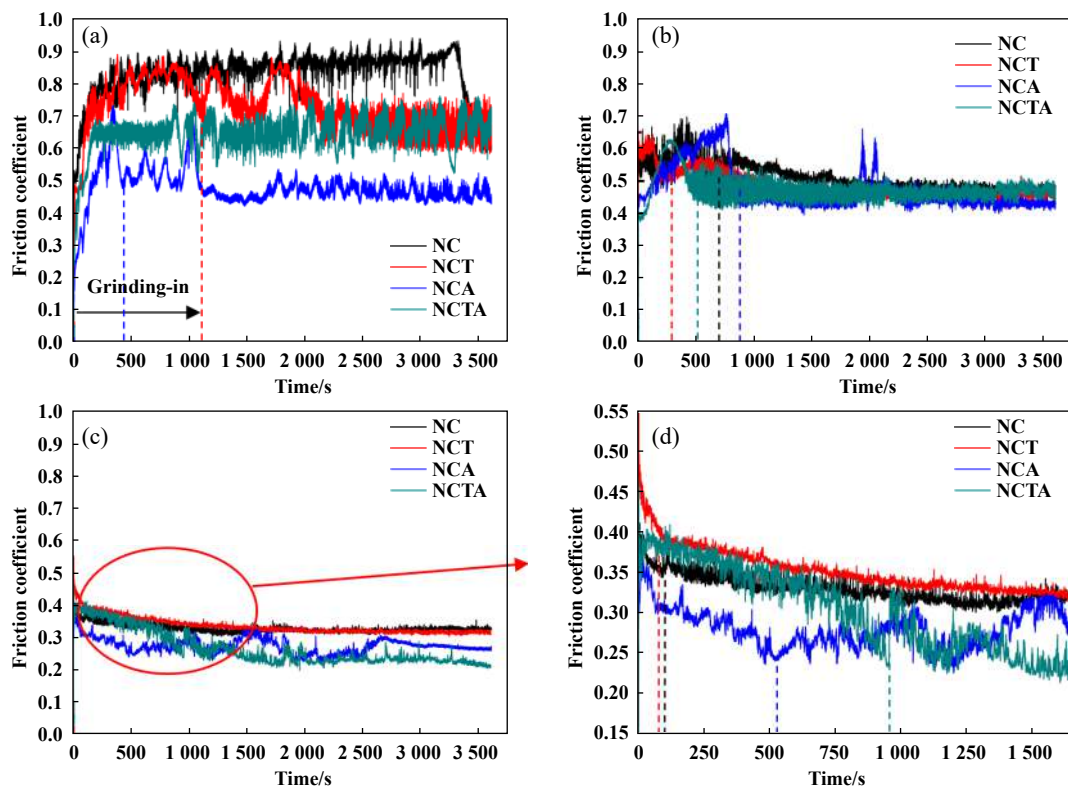 (a)
1.0
0.9
0.8
0.7
0.6
0.5
0.4
0.3
0.2
0.1
0
Friction coefficient
NC
NCT
NCA
NCTA
Grinding-in
0 500 1 000 1 500 2 000 2 500 3 000 3 500
Time/s
(b)
1.0
0.9
0.8
0.7
0.6
0.5
0.4
0.3
0.2
0.1
0
Friction coefficient
NC
NCT
NCA
NCTA
0 500 1 000 1 500 2 000 2 500 3 000 3 500
Time/s
(c)
1.0
0.9
0.8
0.7
0.6
0.5
0.4
0.3
0.2
0.1
0
Friction coefficient
NC
NCT
NCA
NCTA
0 500 1 000 1 500 2 000 2 500 3 000 3 500
Time/s
(d)
0.55
0.50
0.45
0.40
0.35
0.30
0.25
0.20
0.15
Friction coefficient
NC
NCT
NCA
NCTA
0 250 500 750 1 000 1 250 1 500
Time/s